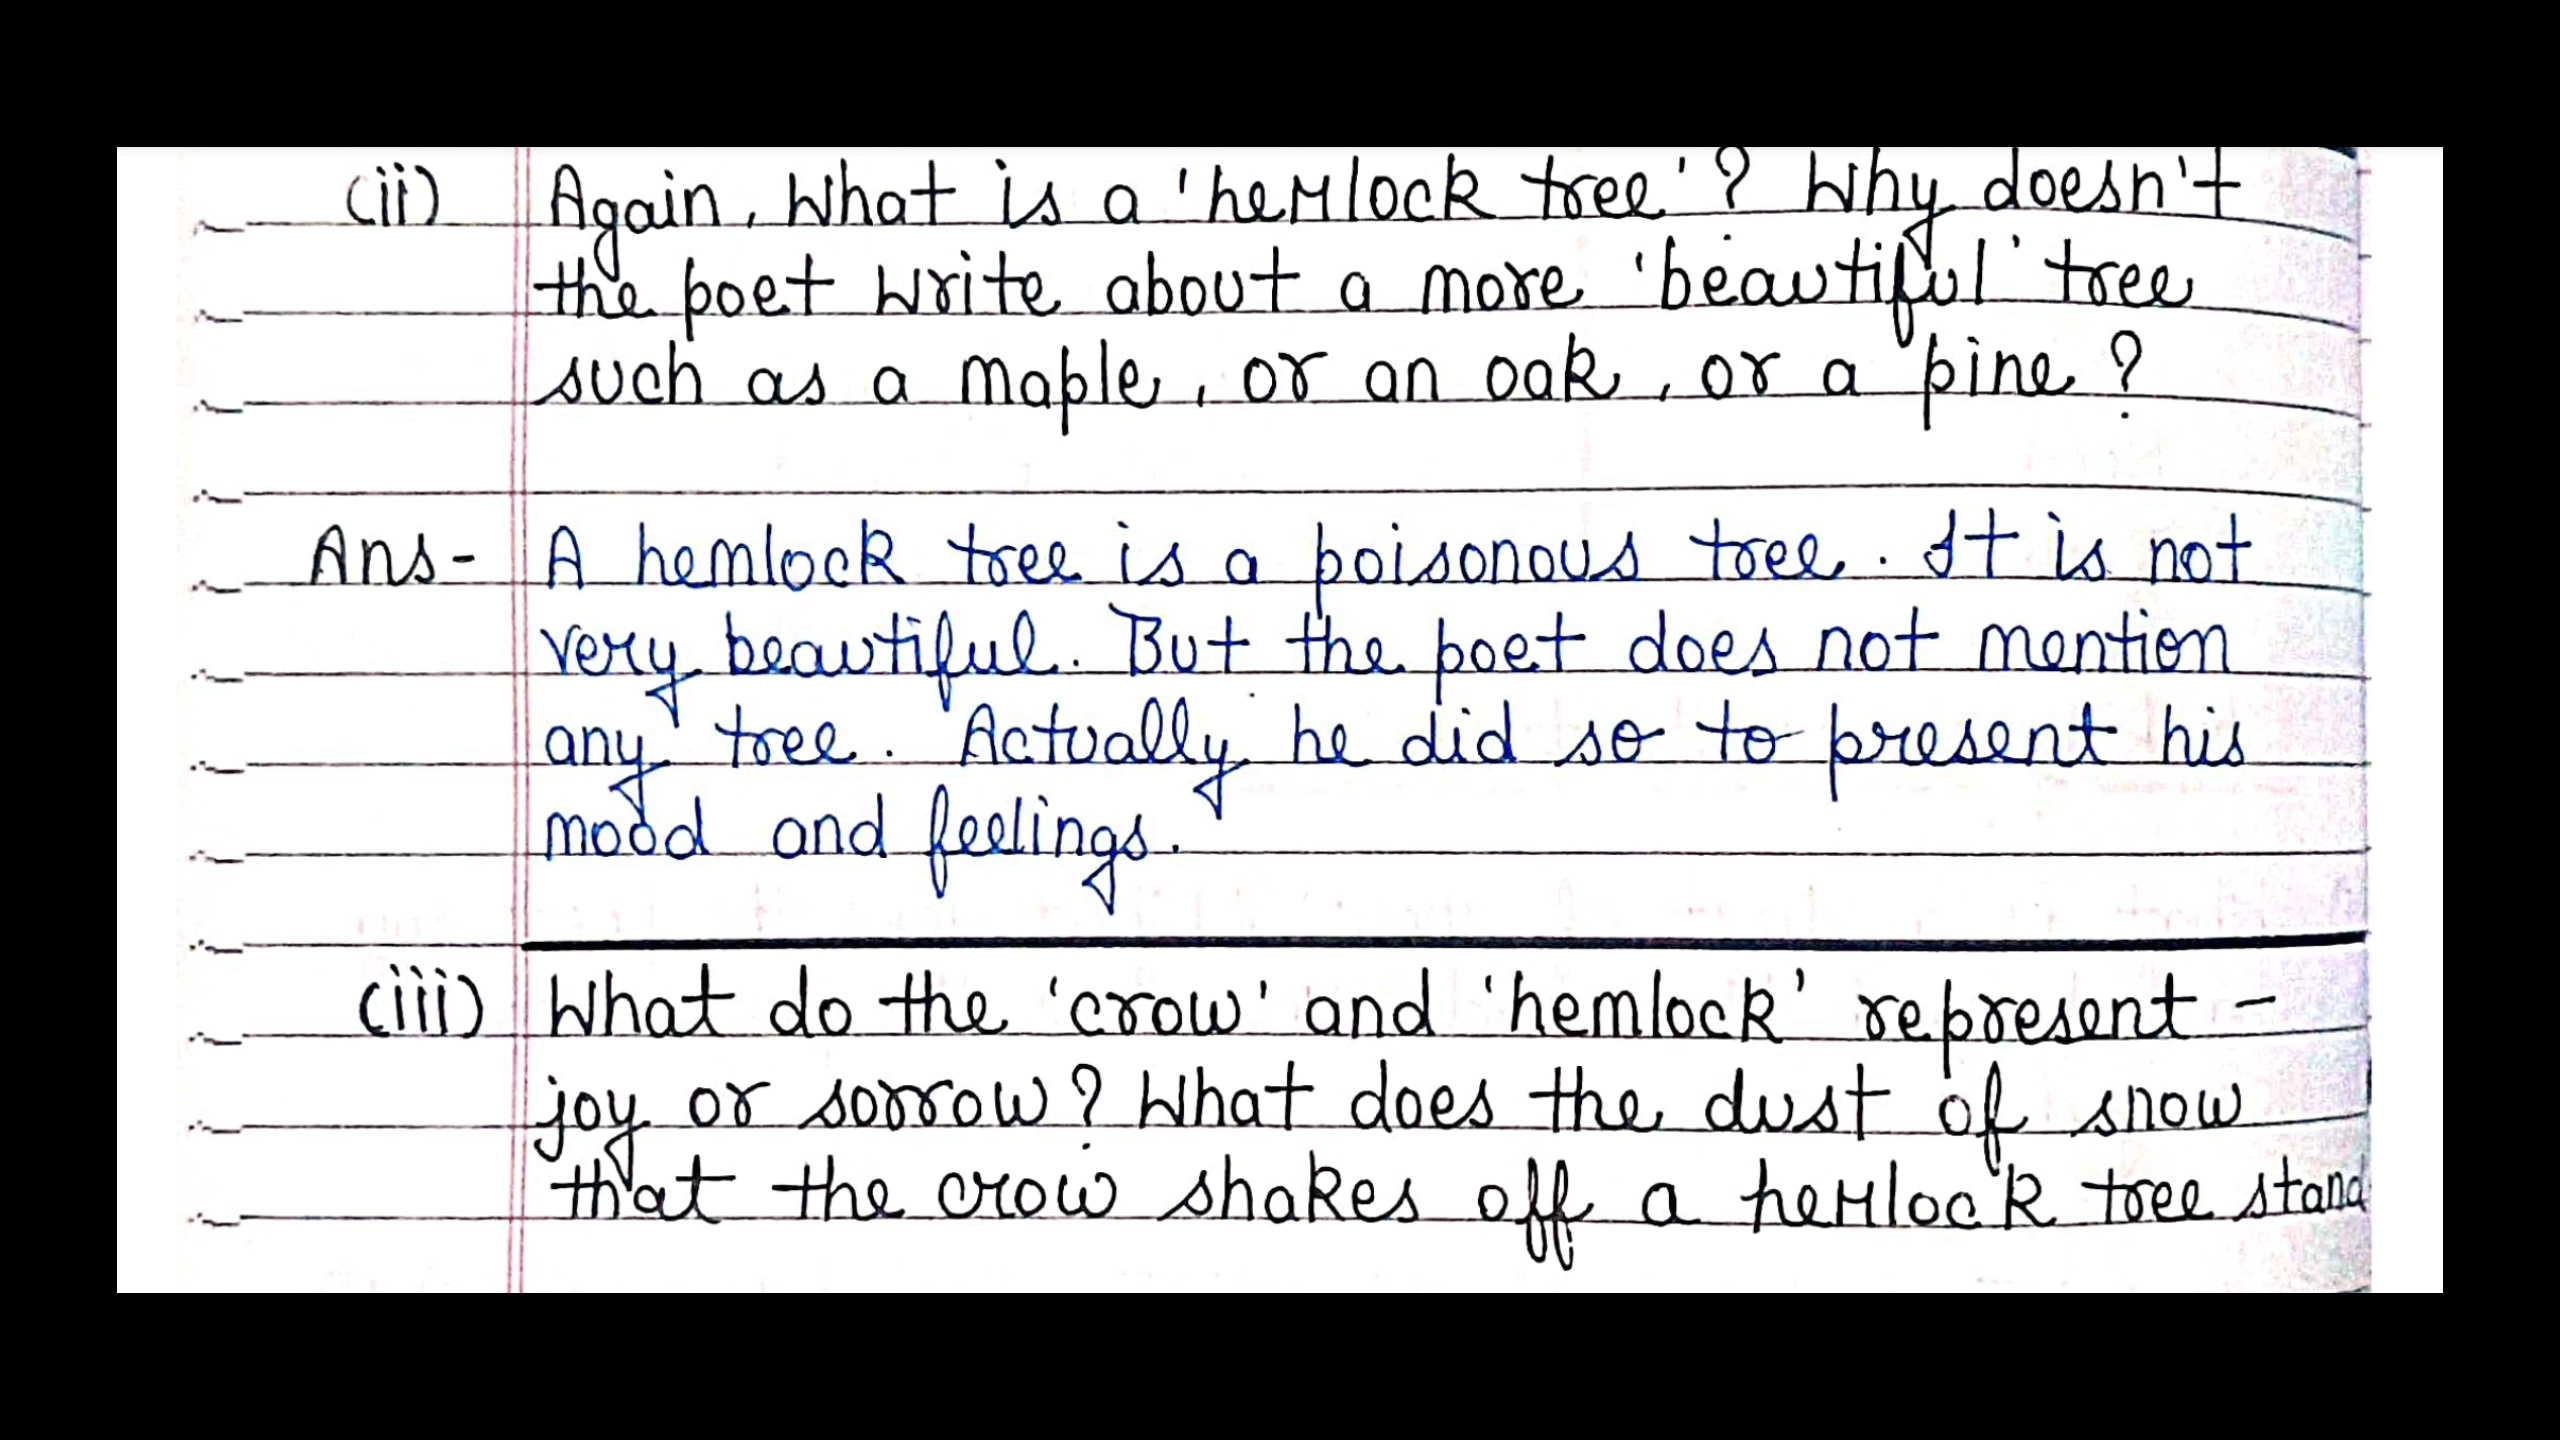 (ii) Again, What is a 'hemlock tree'? Why doesn't
the poet write about a more 'beautiful' tree
such as a maple, or an oak, or a pine?
Ans- A hemlock tree is a poisonous tree. It is not
very beautiful. But the poet does not mention
any tree. Actually he did so to present his
mood and feelings.
(iii) What do the 'crow' and 'hemlock' represent -
joy or sorrow? What does the dust of snow
that the crow shakes off a hemlock tree stand